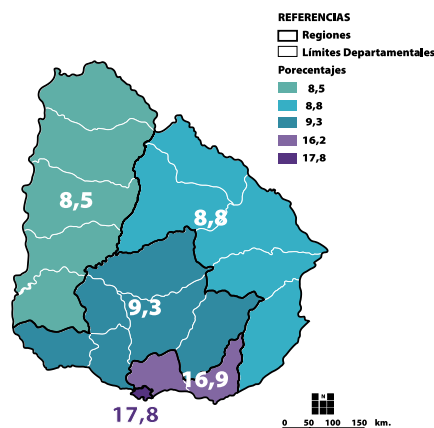 REFERENCIAS
Regiones
Límites Departamentales
Porecentajes
8,5
8,8
9,3
16,2
17,8
8,5
8,8
9,3
16,9
17,8
N
0 50 100 150 km.